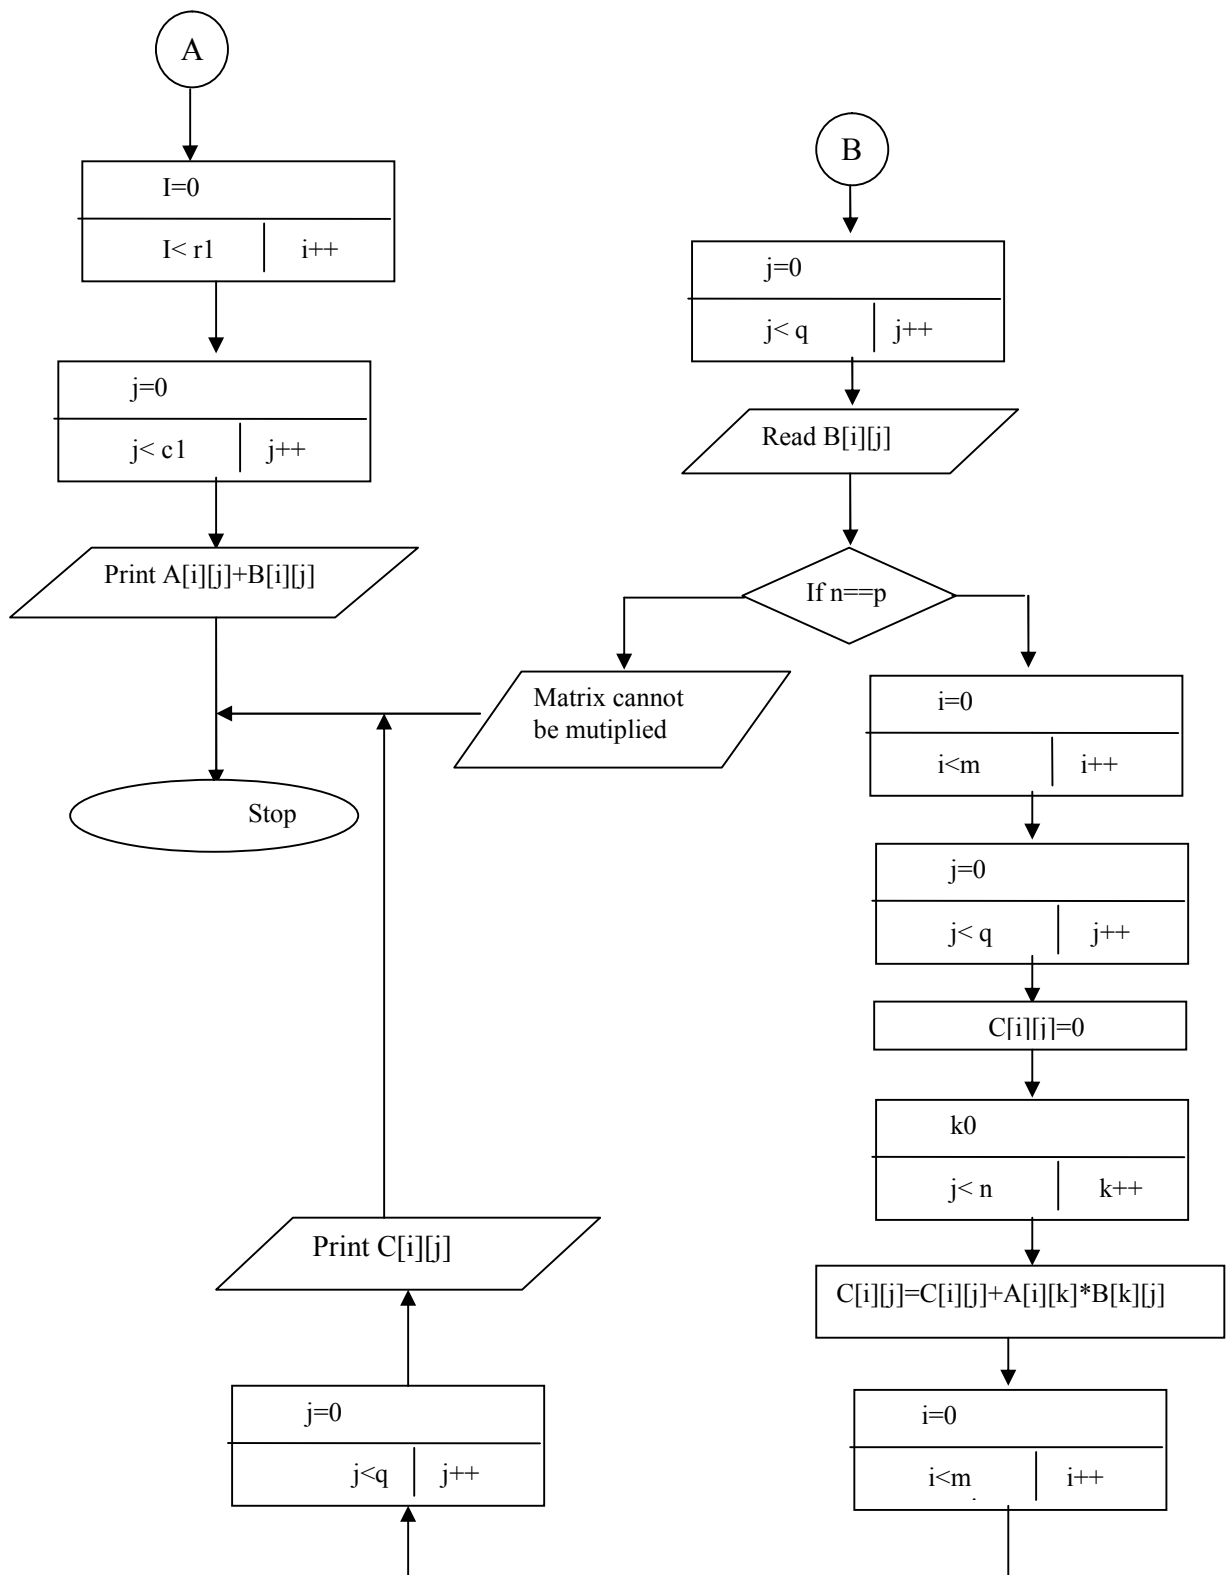 A
I=0
I< r1
i++
j=0
j< c1
j++
Print A[i][j]+B[i][j]
Stop
B
j=0
j< q
j++
Read B[i][j]
If n==p
Matrix cannot
be mutiplied
i=0
i<m
i++
j=0
j< q
j++
C[i][j]=0
k0
j< n
k++
C[i][j]=C[i][j]+A[i][k]*B[k][j]
i=0
i<m
i++
j=0
j<q
j++
Print C[i][j]